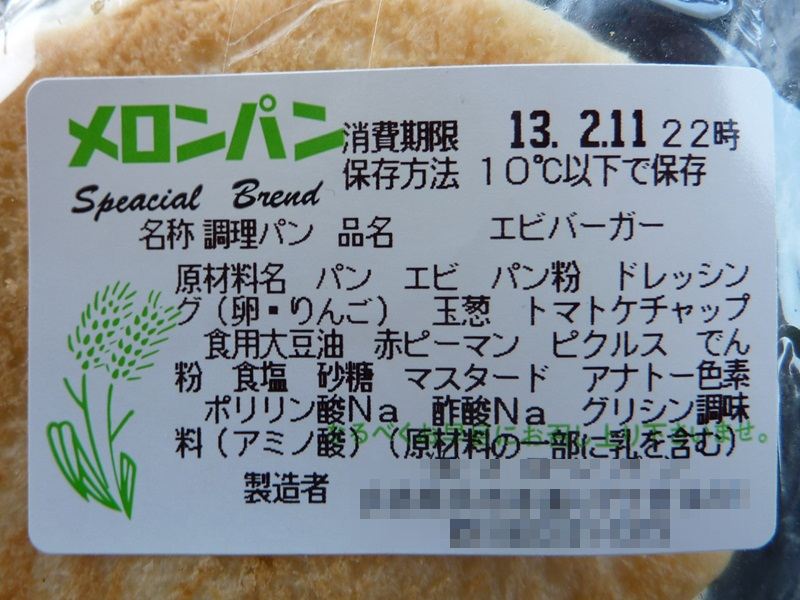 メロンパン
Speacial Brend
消費期限 13. 2.11 22時
保存方法 10℃以下で保存
名称 調理パン 品名 エビバーガー
原材料名 パン エビ パン粉 ドレッシン
グ(卵・りんご) 玉葱 トマトケチャップ
食用大豆油 赤ピーマン ピクルス でん
粉 食塩 砂糖 マスタード アナトー色素
ポリリン酸Na 酢酸Na グリシン調味
料(アミノ酸)(原材料の一部に乳を含む)
製造者